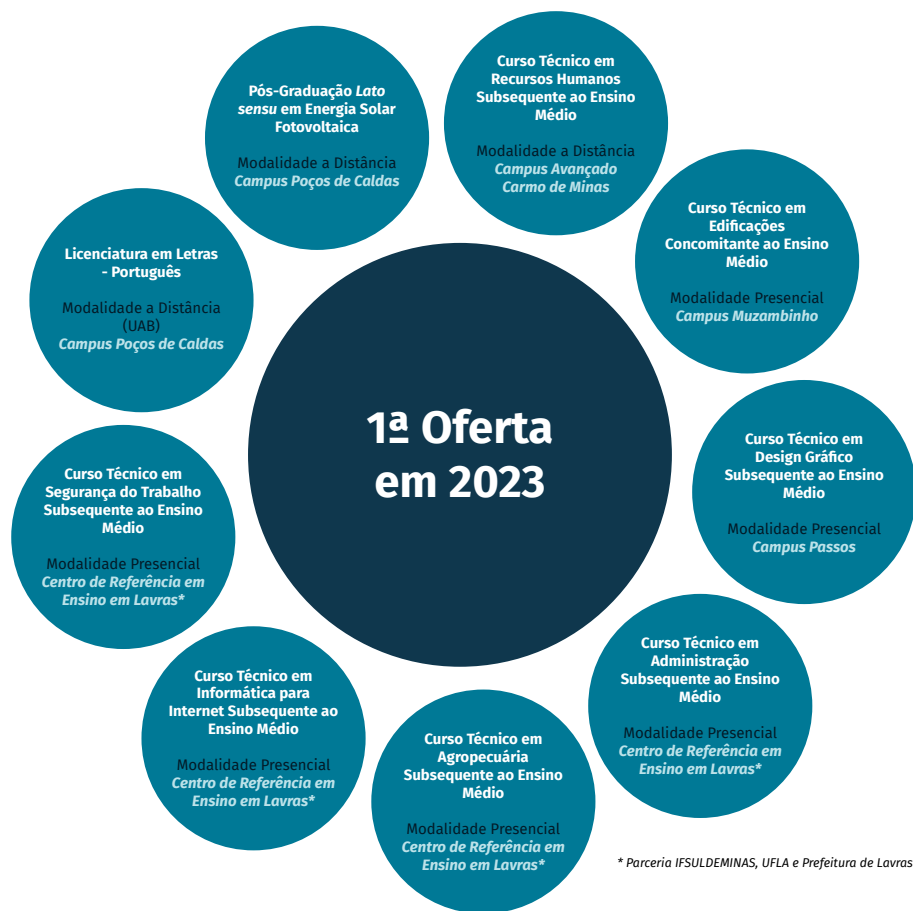 1ª Oferta
em 2023
Curso Técnico em
Recursos Humanos
Subsequente ao Ensino
Médio
Modalidade a Distância
Campus Avançado
Carmo de Minas
Curso Técnico em
Edificações
Concomitante ao Ensino
Médio
Modalidade Presencial
Campus Muzambinho
Curso Técnico em
Design Gráfico
Subsequente ao Ensino
Médio
Modalidade Presencial
Campus Passos
Curso Técnico em
Administração
Subsequente ao Ensino
Médio
Modalidade Presencial
Centro de Referência em
Ensino em Lavras*
Curso Técnico em
Agropecuária
Subsequente ao Ensino
Médio
Modalidade Presencial
Centro de Referência em
Ensino em Lavras*
Curso Técnico em
Informática para
Internet Subsequente ao
Ensino Médio
Modalidade Presencial
Centro de Referência em
Ensino em Lavras*
Curso Técnico em
Segurança do Trabalho
Subsequente ao Ensino
Médio
Modalidade Presencial
Centro de Referência em
Ensino em Lavras*
Licenciatura em Letras
- Português
Modalidade a Distância
(UAB)
Campus Poços de Caldas
Pós-Graduação Lato
sensu em Energia Solar
Fotovoltaica
Modalidade a Distância
Campus Poços de Caldas
* Parceria IFSULDEMINAS, UFLA e Prefeitura de Lavras